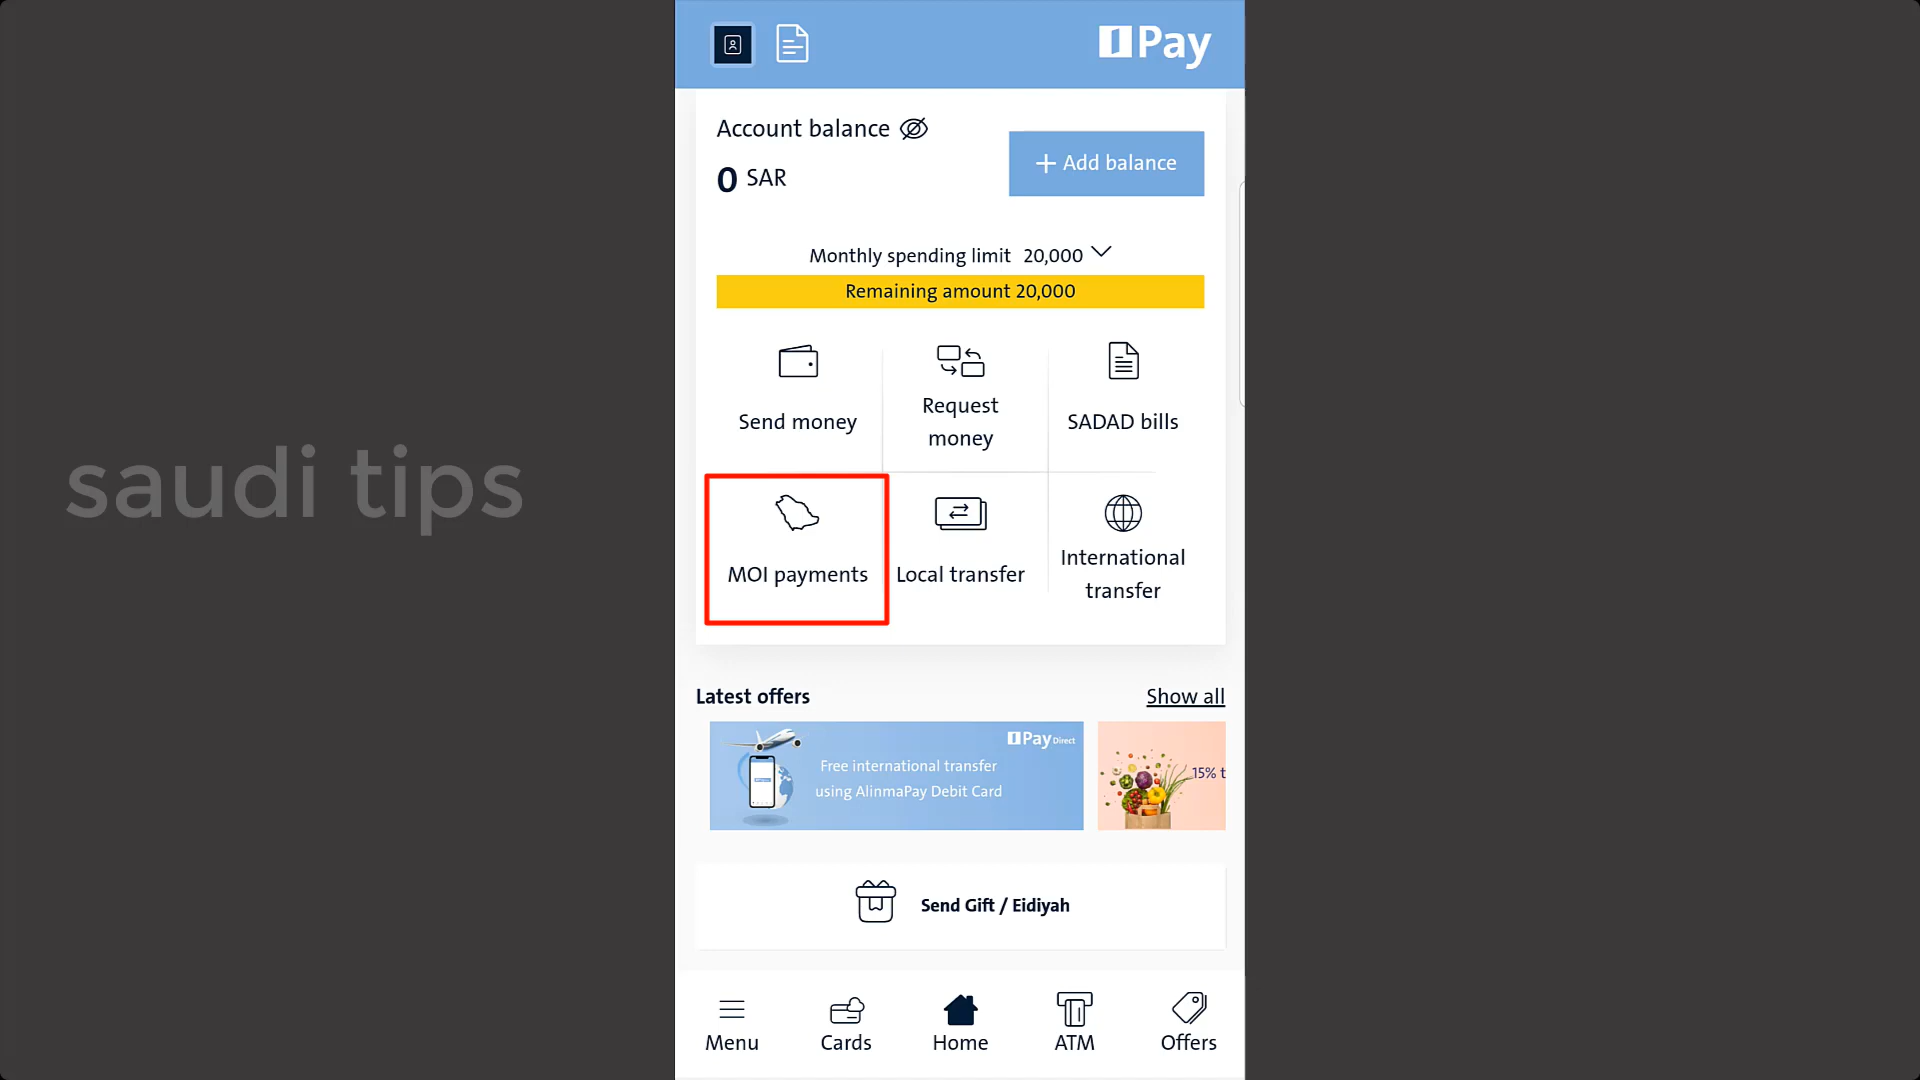 Pay
Account balance
0 SAR
+ Add balance
Monthly spending limit 20,000
Remaining amount 20,000
Send money
Request
money
SADAD bills
MOI payments
Local transfer
International
transfer
saudi tips
Latest offers
Show all
Pay Direct
Free international transfer
using AlinmaPay Debit Card
15% t
Send Gift / Eidiyah
Menu
Cards
Home
ATM
Offers